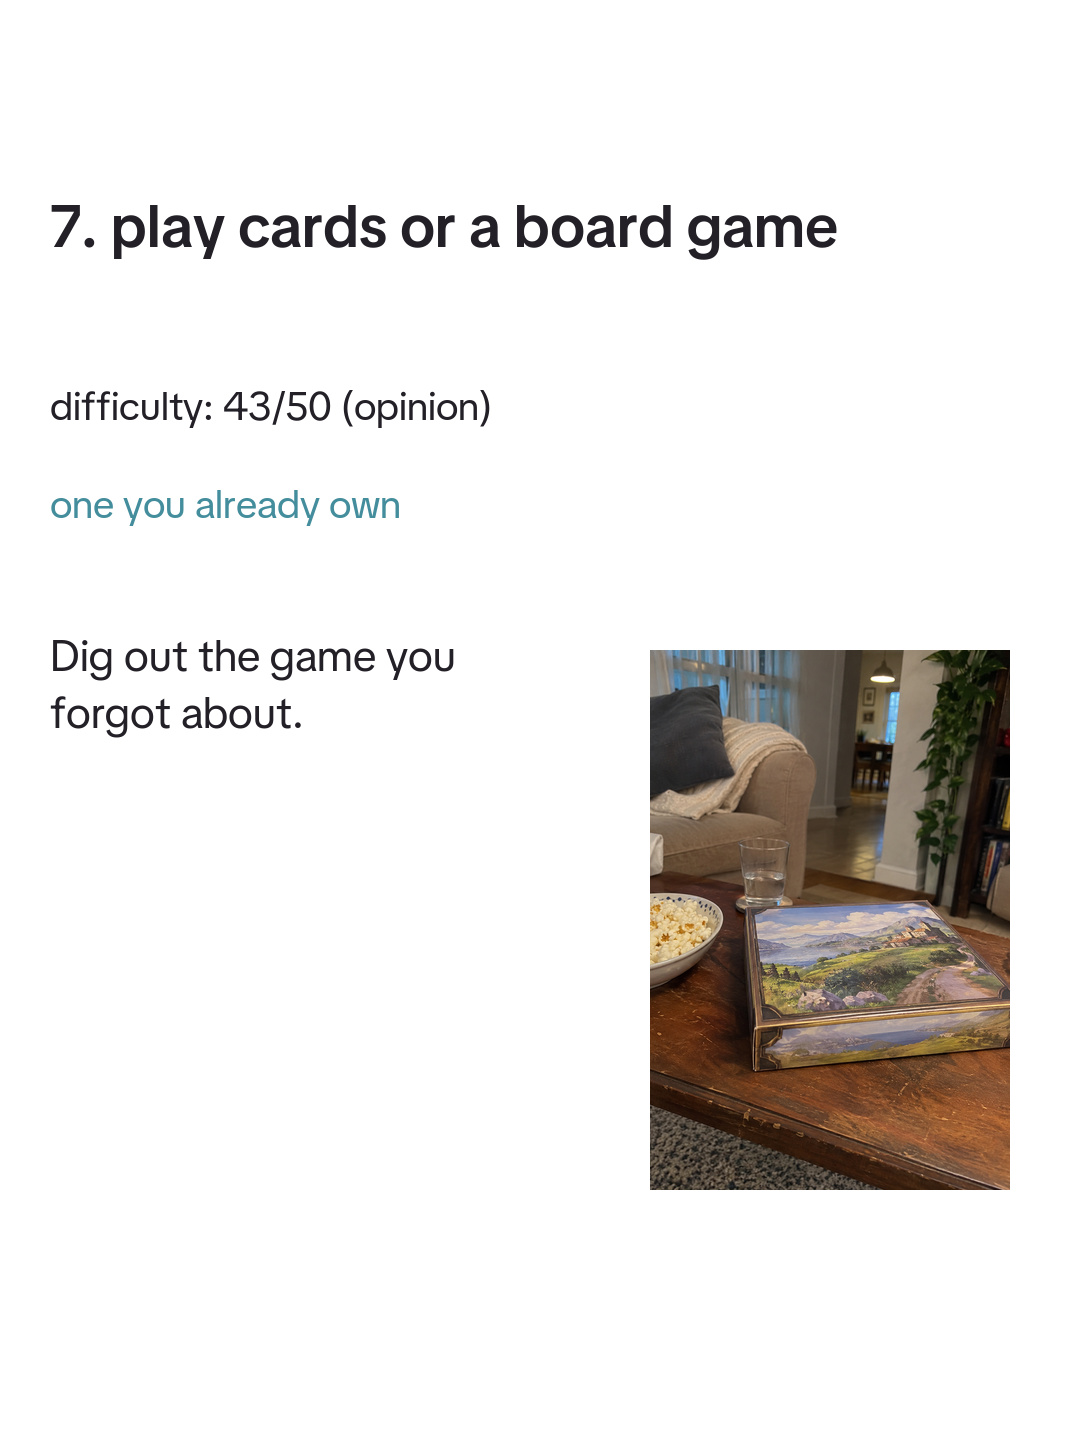 7. play cards or a board game
difficulty: 43/50 (opinion)
one you already own
Dig out the game you
forgot about.